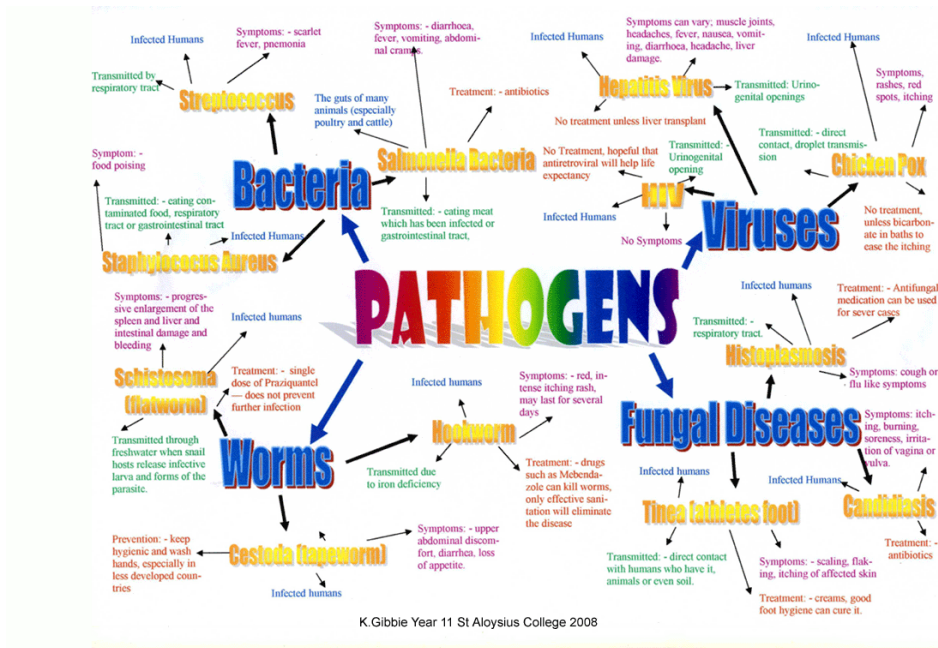 PATHOGENS
Bacteria
Streptococcus
Infected Humans
Symptoms: - scarlet
fever, pnemonia
Transmitted by
respiratory tract
Salmonella Bacteria
Symptoms: - diarrhoea,
fever, vomiting, abdomi-
nal cramps.
The guts of many
animals (especially
poultry and cattle)
Treatment: - antibiotics
Transmitted: - eating meat
which has been infected or
gastrointestinal tract,
Staphylococus Aureus
Symptom: -
food poising
Transmitted: - eating con-
taminated food, respiratory
tract or gastrointestinal tract
Infected Humans
Viruses
Hepatitis Virus
Infected Humans
Symptoms can vary; muscle joints,
headaches, fever, nausea, vomit-
ing, diarrhoea, headache, liver
damage.
Transmitted: Urino-
genital openings
No treatment unless liver transplant
HIV
No Treatment, hopeful that
antiretroviral will help life
expectancy
Transmitted: -
Urinogenital
opening
Infected Humans
No Symptoms
Chicken Pox
Infected Humans
Symptoms,
rashes, red
spots, itching
Transmitted: - direct
contact, droplet transmis-
sion
No treatment,
unless bicarbon-
ate in baths to
ease the itching
Worms
Schistosoma
(flatworm)
Symptoms: - progres-
sive enlargement of the
spleen and liver and
intestinal damage and
bleeding
Infected humans
Treatment: - single
dose of Praziquantel
— does not prevent
further infection
Transmitted through
freshwater when snail
hosts release infective
larva and forms of the
parasite.
Hookworm
Infected humans
Symptoms: - red, in-
tense itching rash,
may last for several
days
Transmitted due
to iron deficiency
Treatment: - drugs
such as Mebenda-
zole can kill worms,
only effective sani-
tation will eliminate
the disease
Cestoda (tapeworm)
Prevention: - keep
hygienic and wash
hands, especially in
less developed coun-
tries
Infected humans
Symptoms: - upper
abdominal discom-
fort, diarrhea, loss
of appetite.
Fungal Diseases
Histoplasmosis
Infected humans
Treatment: - Antifungal
medication can be used
for sever cases
Transmitted: -
respiratory tract.
Symptoms: cough or
flu like symptoms
Tinea (athletes foot)
Infected humans
Transmitted: - direct contact
with humans who have it,
animals or even soil.
Symptoms: - scaling, flak-
ing, itching of affected skin
Treatment: - creams, good
foot hygiene can cure it.
Candidiasis
Symptoms: itch-
ing, burning,
soreness, irrita-
tion of vagina or
vulva.
Infected Humans
Treatment: -
antibiotics
K.Gibbie Year 11 St Aloysius College 2008